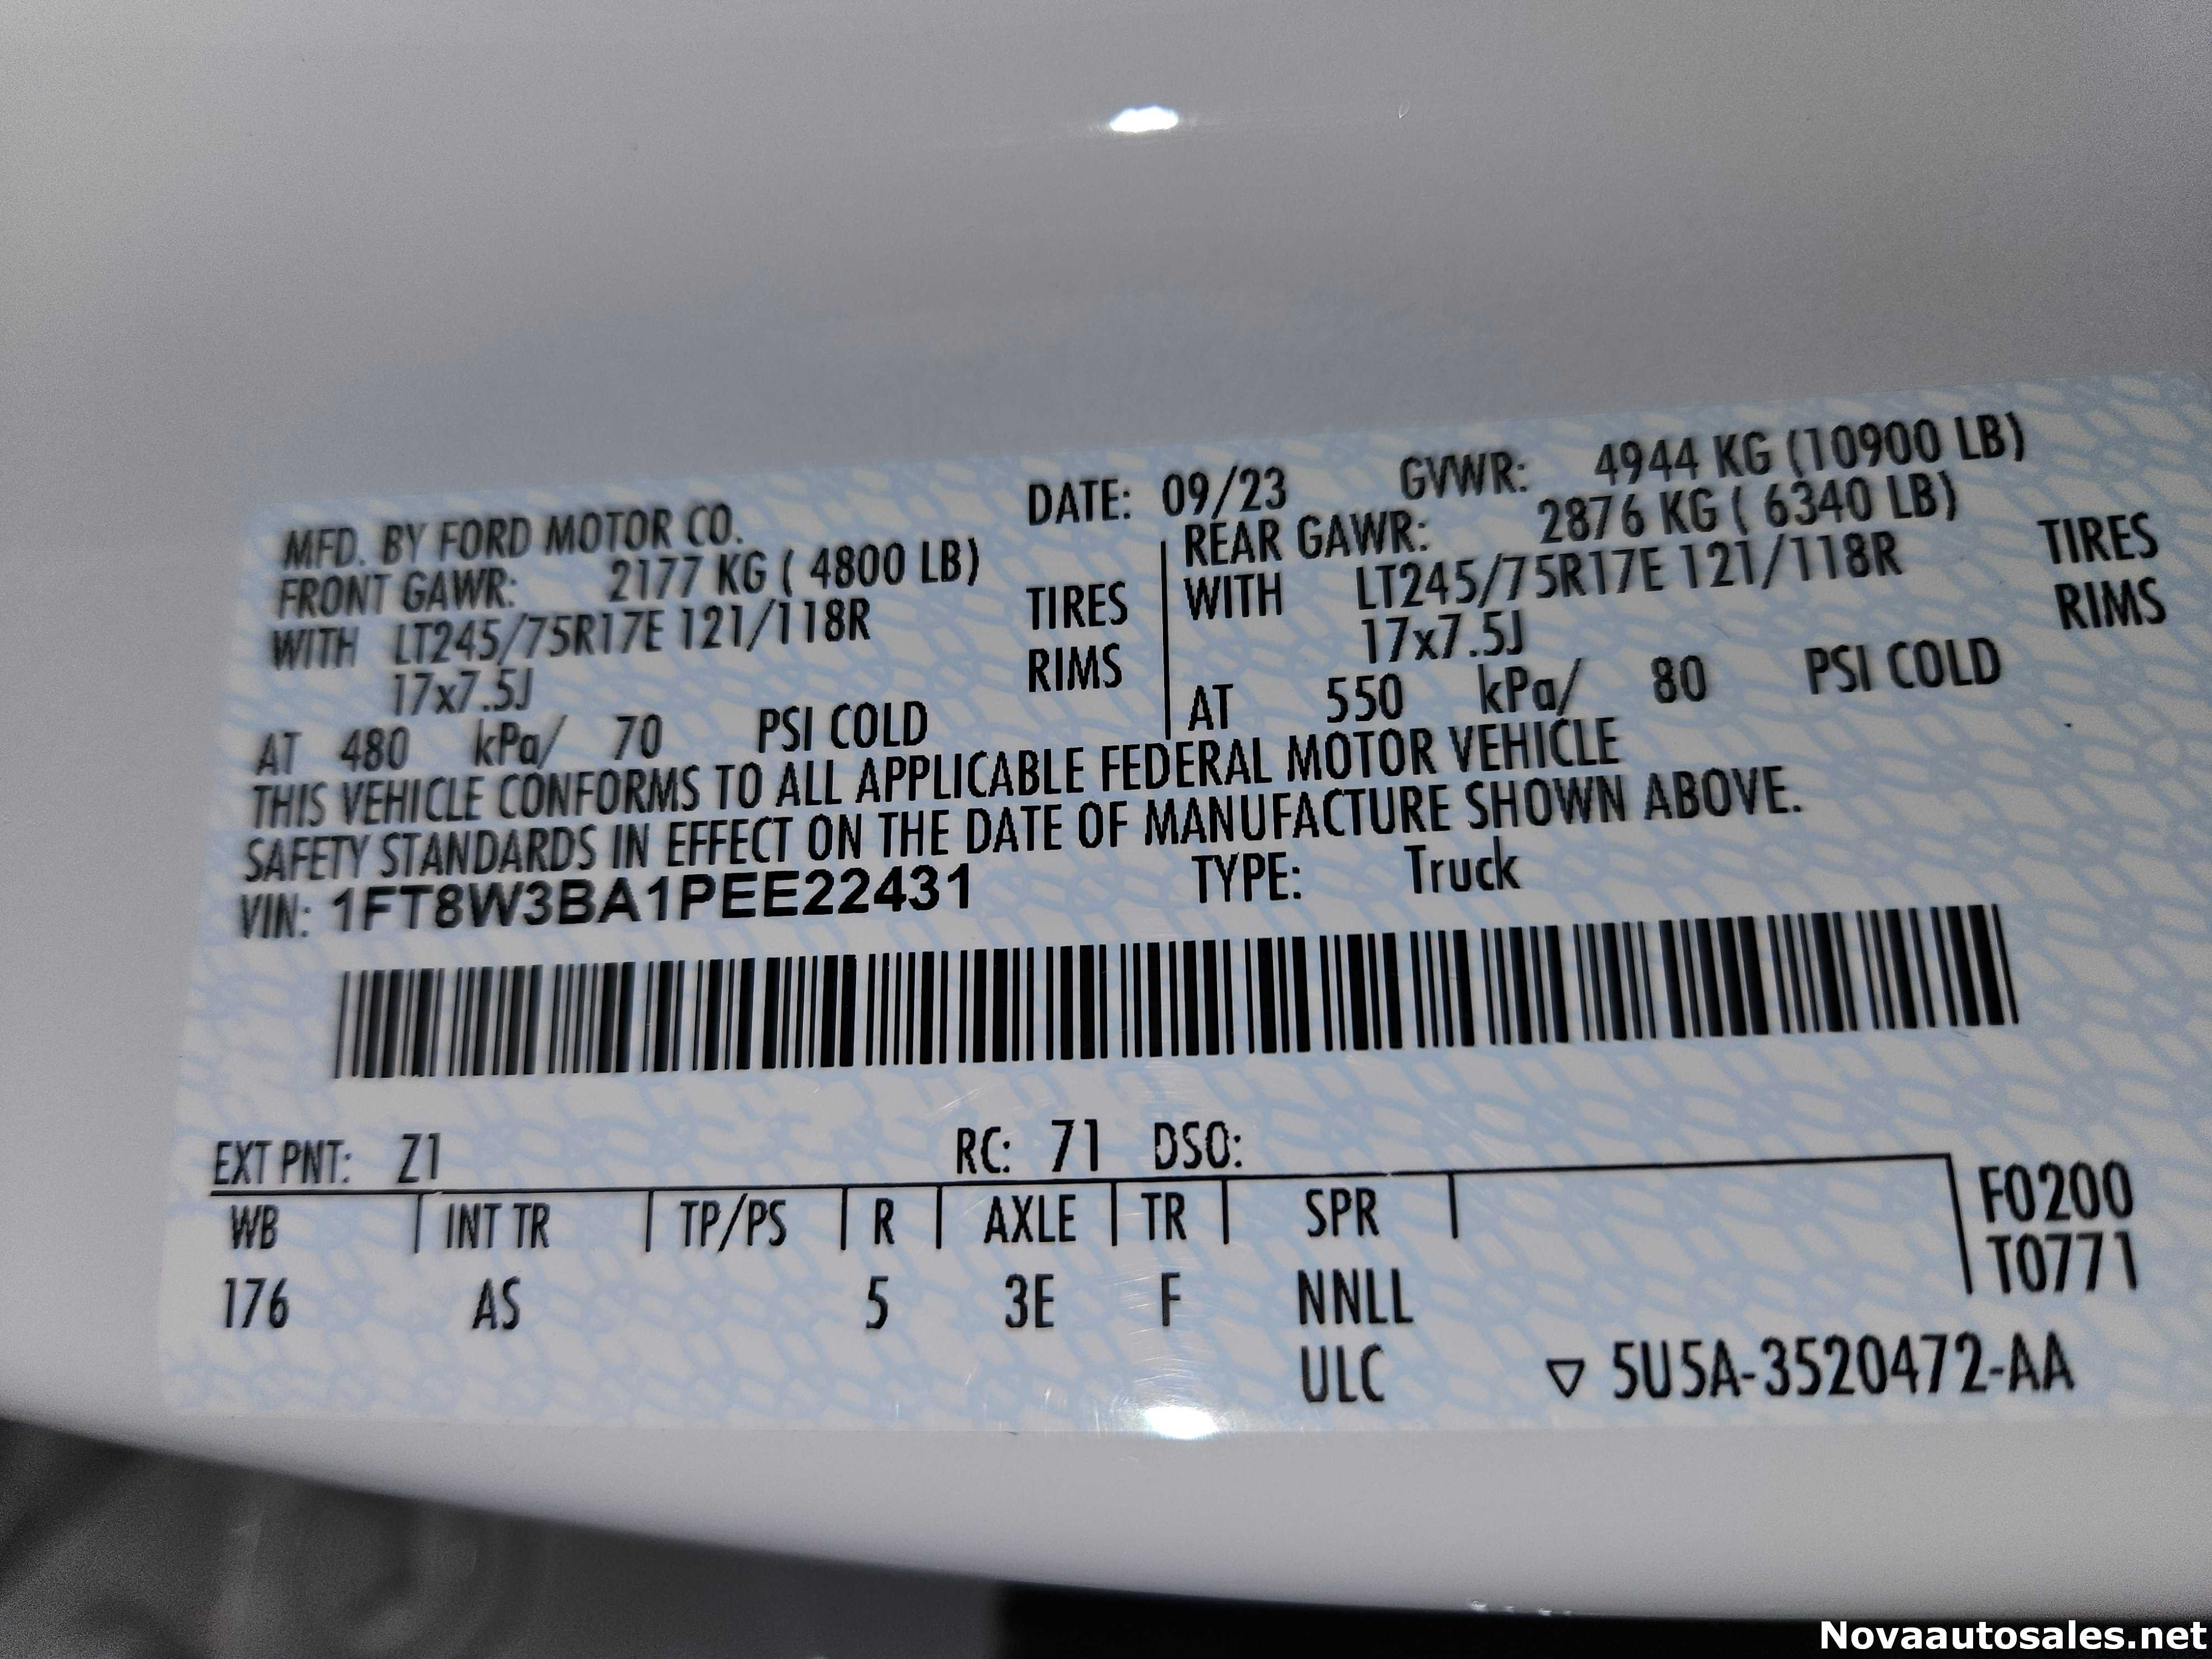 MFD. BY FORD MOTOR CO. DATE: 09/23 GVWR: 4944 KG (10900 LB)
FRONT GAWR: 2177 KG ( 4800 LB) REAR GAWR: 2876 KG ( 6340 LB)
WITH LT245/75R17E 121/118R TIRES WITH LT245/75R17E 121/118R TIRES
17x7.5J RIMS 17x7.5J RIMS
AT 480 kPa/ 70 PSI COLD AT 550 kPa/ 80 PSI COLD
THIS VEHICLE CONFORMS TO ALL APPLICABLE FEDERAL MOTOR VEHICLE
SAFETY STANDARDS IN EFFECT ON THE DATE OF MANUFACTURE SHOWN ABOVE.
VIN: 1FT8W3BA1PEE22431 TYPE: Truck
EXT PNT: Z1 RC: 71 DSO:
WB INT TR TP/PS R AXLE TR SPR F0200
T0771
176 AS 5 3E F NNLL
ULC ▽ 5U5A-3520472-AA
Novaautosales.net